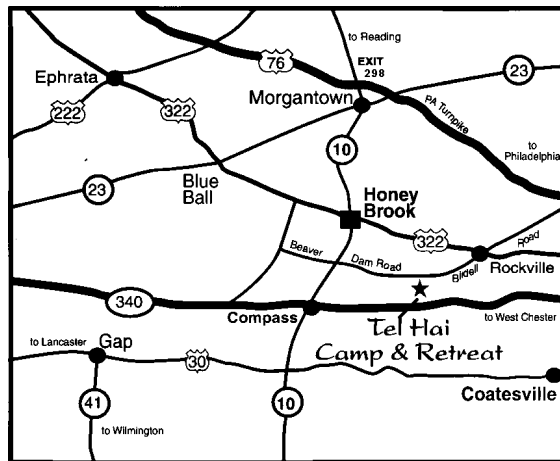 to Reading
76
EXIT
298
23
Ephrata
Morgantown
PA Turnpike
222
322
to
Philadelphia
10
23
Blue
Ball
Honey
Brook
322
Road
Beaver
Dam Road
Birdell
Rockville
340
Compass
to West Chester
Tel Hai
Camp & Retreat
to Lancaster
Gap
30
Coatesville
41
10
to Wilmington